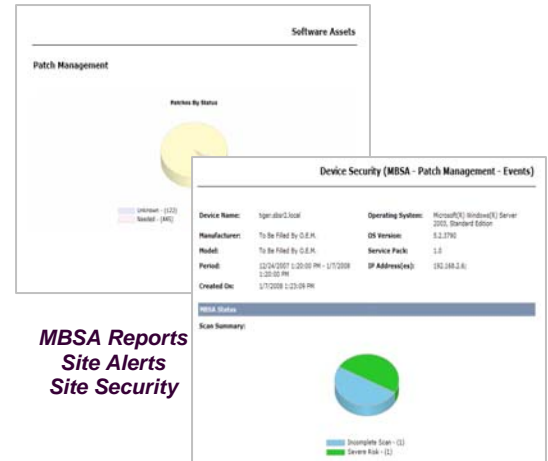 Software Assets
Patch Management
Patches By Status
Unknown - (122)
Needed - (445)
Device Security (MBSA - Patch Management - Events)
Device Name: tiger.sbsr2.local
Operating System: Microsoft(R) Windows(R) Server 2003, Standard Edition
Manufacturer: To Be Filled By O.E.M.
OS Version: 5.2.3790
Model: To Be Filled By O.E.M.
Service Pack: 1.0
Period: 12/24/2007 1:20:00 PM - 1/7/2008 1:20:00 PM
IP Address(es): 192.168.2.6;
Created On: 1/7/2008 1:23:09 PM
MBSA Status
Scan Summary:
Incomplete Scan - (1)
Severe Risk - (1)
MBSA Reports
Site Alerts
Site Security